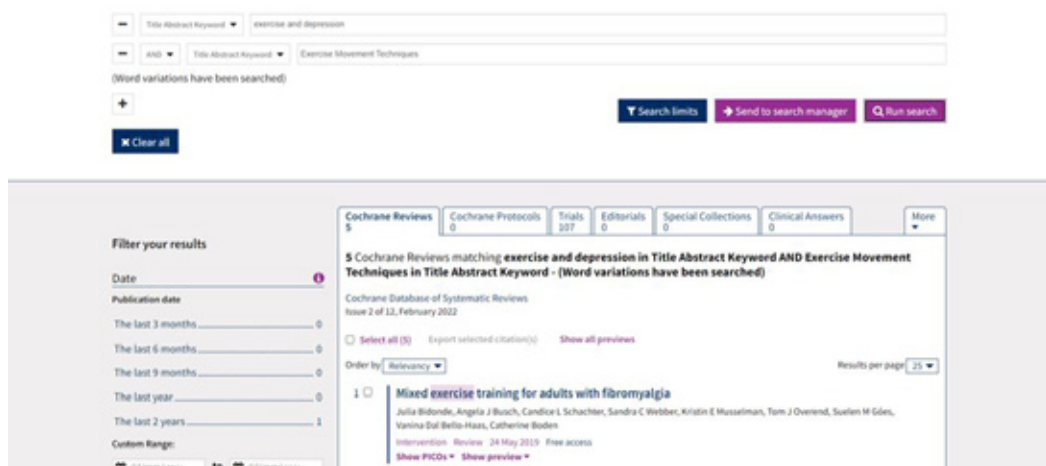 Title Abstract Keyword exercise and depression
AND Title Abstract Keyword Exercise Movement Techniques
(Word variations have been searched)
Search limits Send to search manager Run search
Clear all
Cochrane Reviews Cochrane Protocols Trials Editorials Special Collections Clinical Answers More
5 0 107 0 0 0
Filter your results
5 Cochrane Reviews matching exercise and depression in Title Abstract Keyword AND Exercise Movement
Techniques in Title Abstract Keyword - (Word variations have been searched)
Date
Publication date
Cochrane Database of Systematic Reviews
Issue 2 of 12, February 2022
The last 3 months 0
The last 6 months 0
The last 9 months 0
The last year 0
The last 2 years 1
Custom Range:
to
Select all (5) Export selected citation(s) Show all previews
Order by Relevancy Results per page 25
1 Mixed exercise training for adults with fibromyalgia
Julia Bidonde, Angela J Busch, Candice L Schachter, Sandra C Webber, Kristin E Musselman, Tom J Overend, Suelen M Góes,
Vanina Dal Bello-Haas, Catherine Boden
Intervention Review 24 May 2019 Free access
Show PICOs Show preview